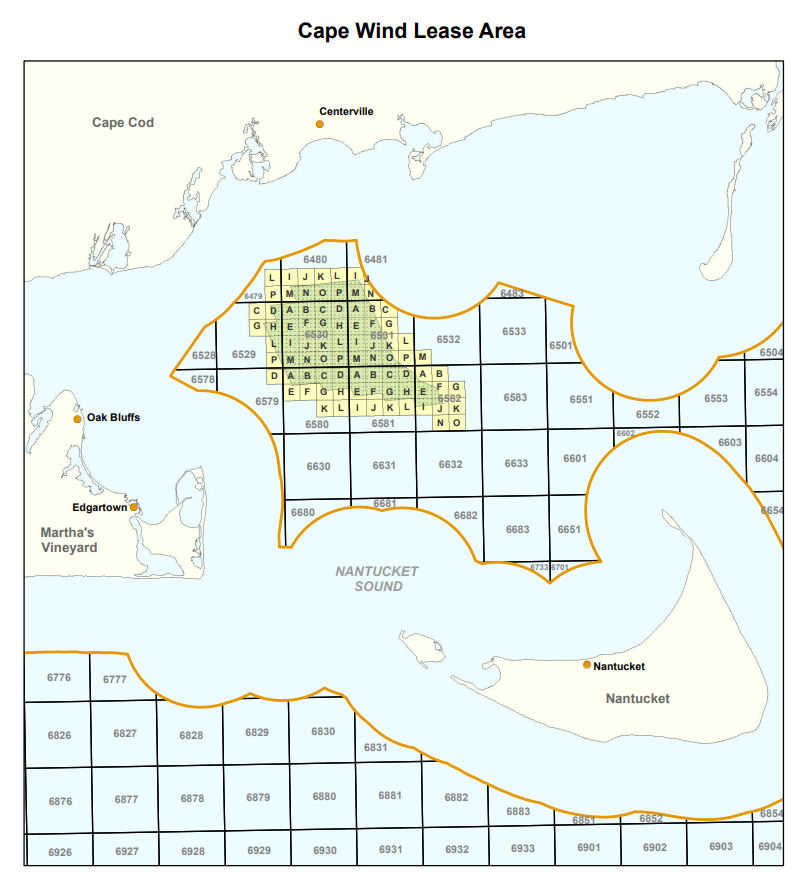 Cape Wind Lease Area
Centerville
Cape Cod
6480 6481
L I J K L I J
6479 P M N O P M N
6483
C D A B C D A B C
G H E F G H E F G
6530 6531
6533
6532
L I J K L I J K L
6501
6528 6529
6504
P M N O P M N O P M
6578
D A B C D A B C D A B
E F G H E F G H E F G
6579
6582
6583 6551 6553 6554
K L I J K L I J K
6552
Oak Bluffs
6580 6581
N O
6602 6603
6630 6631 6632 6633 6601 6604
Edgartown
6680 6681 6682
6654
Martha's
Vineyard
6683 6651
6733 6701
NANTUCKET
SOUND
Nantucket
6776 6777
Nantucket
6826 6827 6828 6829 6830
6831
6876 6877 6878 6879 6880 6881 6882
6883 6851 6852 6854
6926 6927 6928 6929 6930 6931 6932 6933 6901 6902 6903 6904